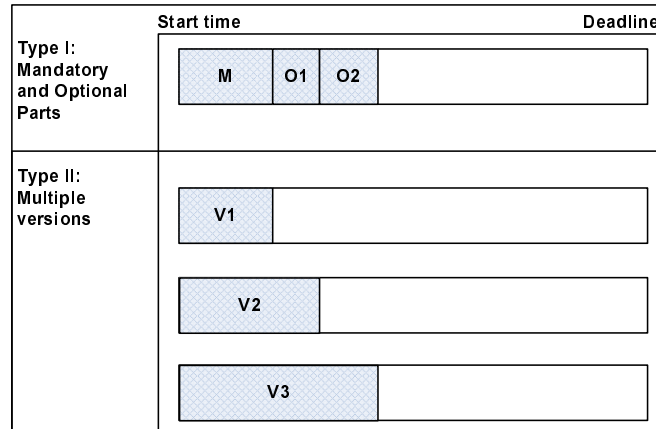 Start time
Deadline
Type I:
Mandatory
and Optional
Parts
M
O1
O2
Type II:
Multiple
versions
V1
V2
V3